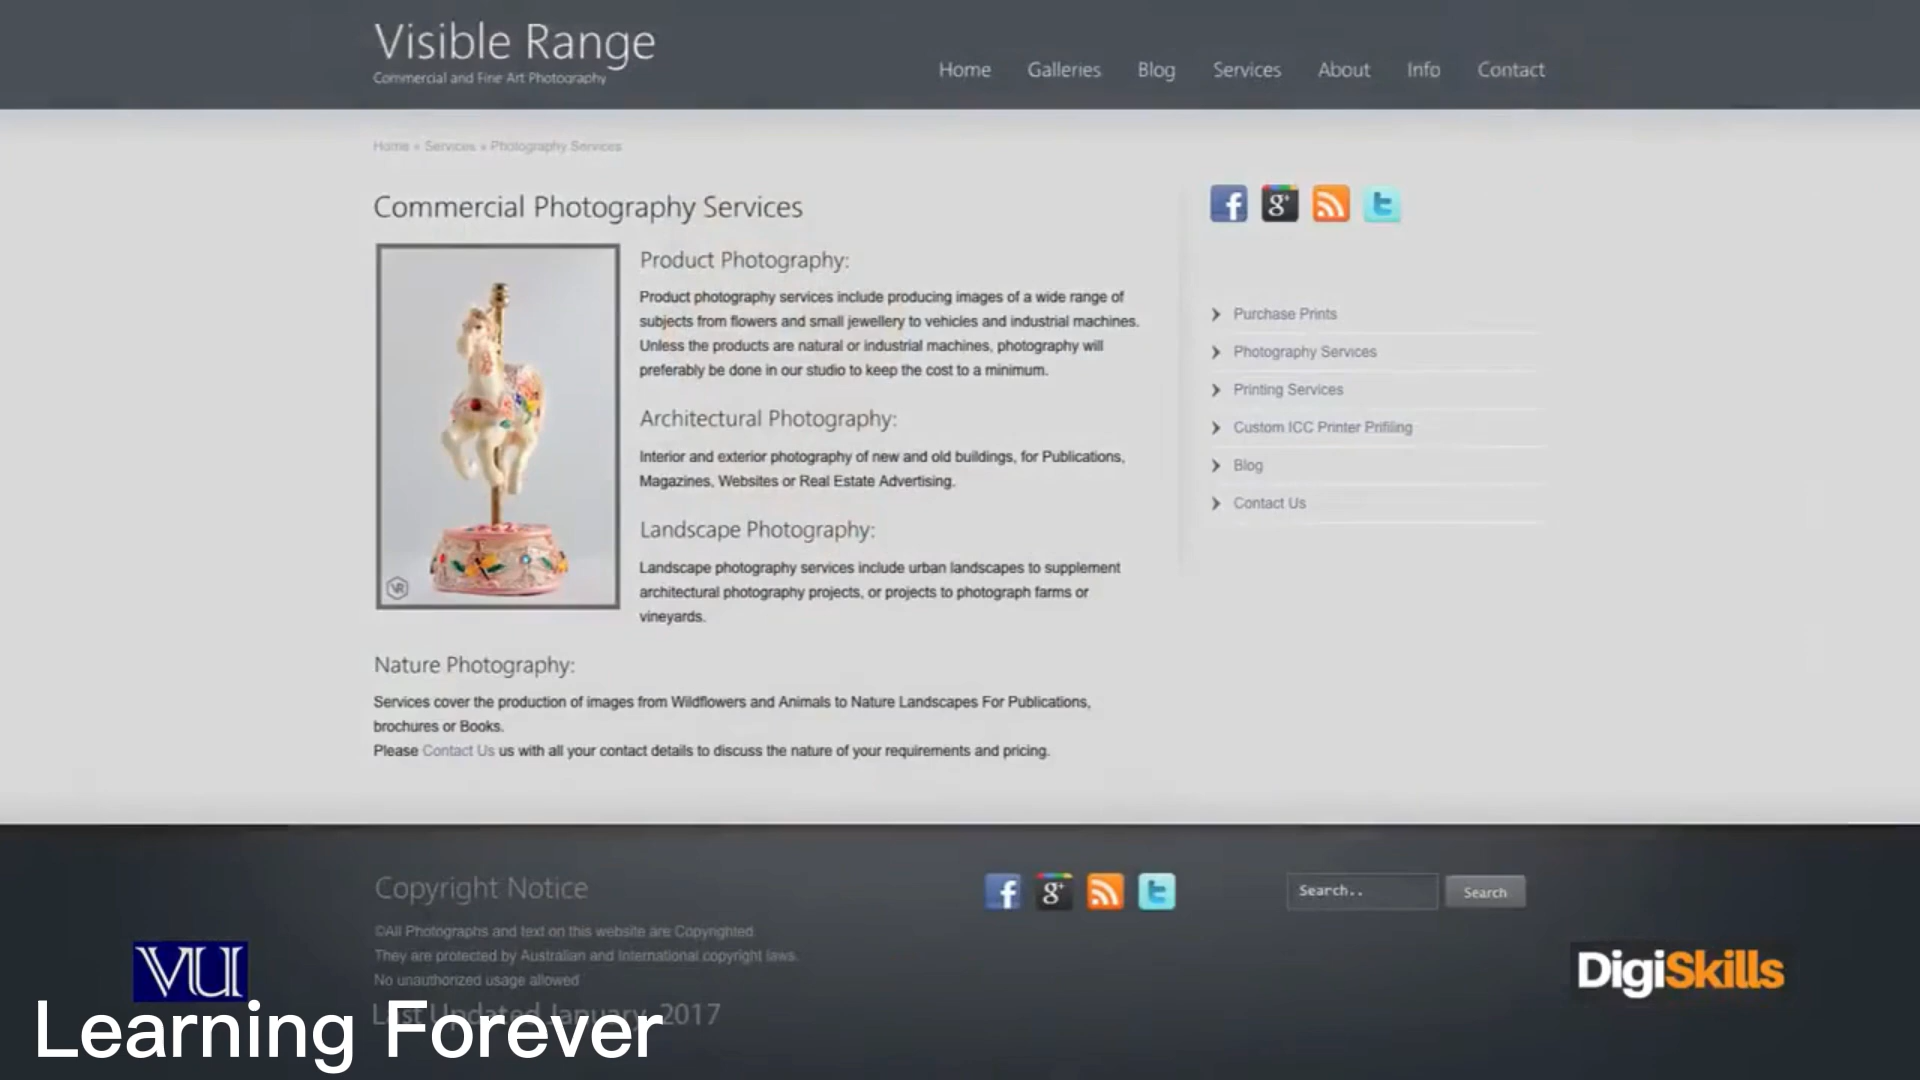 Visible Range
Commercial and Fine Art Photography
Home Galleries Blog Services About Info Contact
Home » Services » Photography Services
Commercial Photography Services
Product Photography:
Product photography services include producing images of a wide range of
subjects from flowers and small jewellery to vehicles and industrial machines.
Unless the products are natural or industrial machines, photography will
preferably be done in our studio to keep the cost to a minimum.
Architectural Photography:
Interior and exterior photography of new and old buildings, for Publications,
Magazines, Websites or Real Estate Advertising.
Landscape Photography:
Landscape photography services include urban landscapes to supplement
architectural photography projects, or projects to photograph farms or
vineyards.
VR
Nature Photography:
Services cover the production of images from Wildflowers and Animals to Nature Landscapes For Publications,
brochures or Books.
Please Contact Us us with all your contact details to discuss the nature of your requirements and pricing.
Purchase Prints
Photography Services
Printing Services
Custom ICC Printer Prifiling
Blog
Contact Us
Copyright Notice
©All Photographs and text on this website are Copyrighted.
They are protected by Australian and International copyright laws.
No unauthorized usage allowed
Last Updated January, 2017
Search..
Search
VU
Learning Forever
DigiSkills